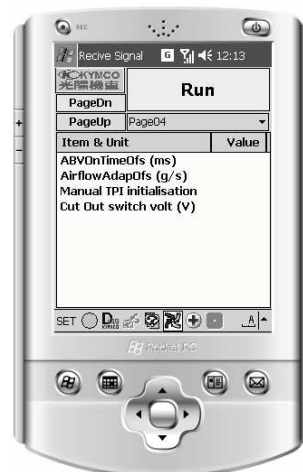 REC
Recive Signal G 12:13
KYMCO
光陽機車
Run
PageDn
PageUp Page04
Item & Unit Value
ABVOnTimeOfs (ms)
AirflowAdapOfs (g/s)
Manual TPI initialisation
Cut Out switch volt (V)
SET
A
Pocket PC